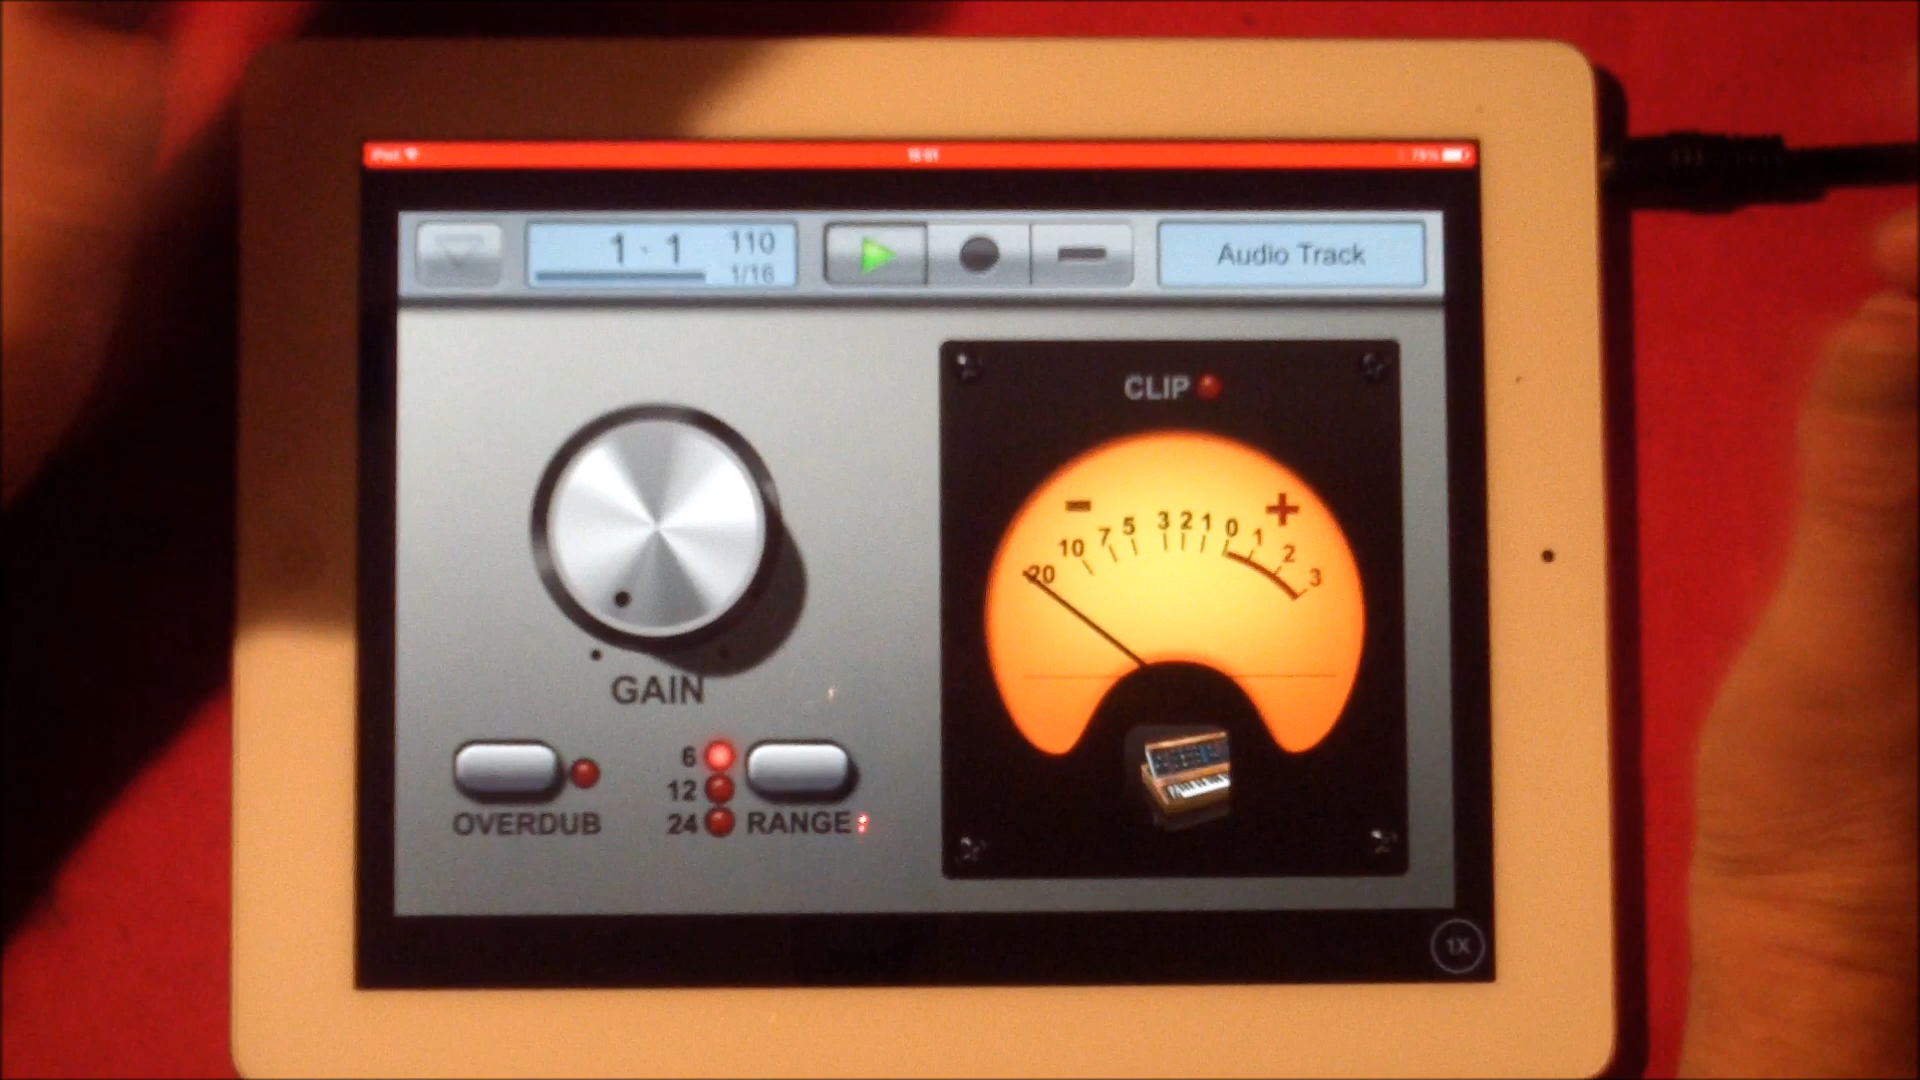 iPad
1 · 1
110
1/16
Audio Track
CLIP
- +
20 10 7 5 3 2 1 0 1 2 3
GAIN
6
12
24
OVERDUB
RANGE
1X